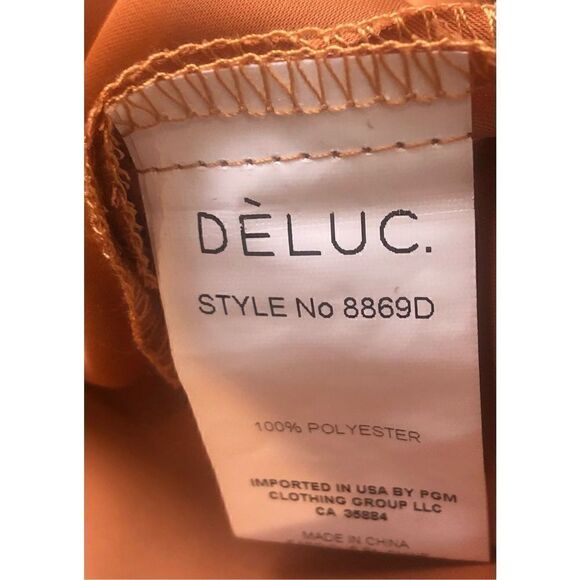 DÈLUC.
STYLE No 8869D
100% POLYESTER
IMPORTED IN USA BY PGM
CLOTHING GROUP LLC
CA 35884
MADE IN CHINA